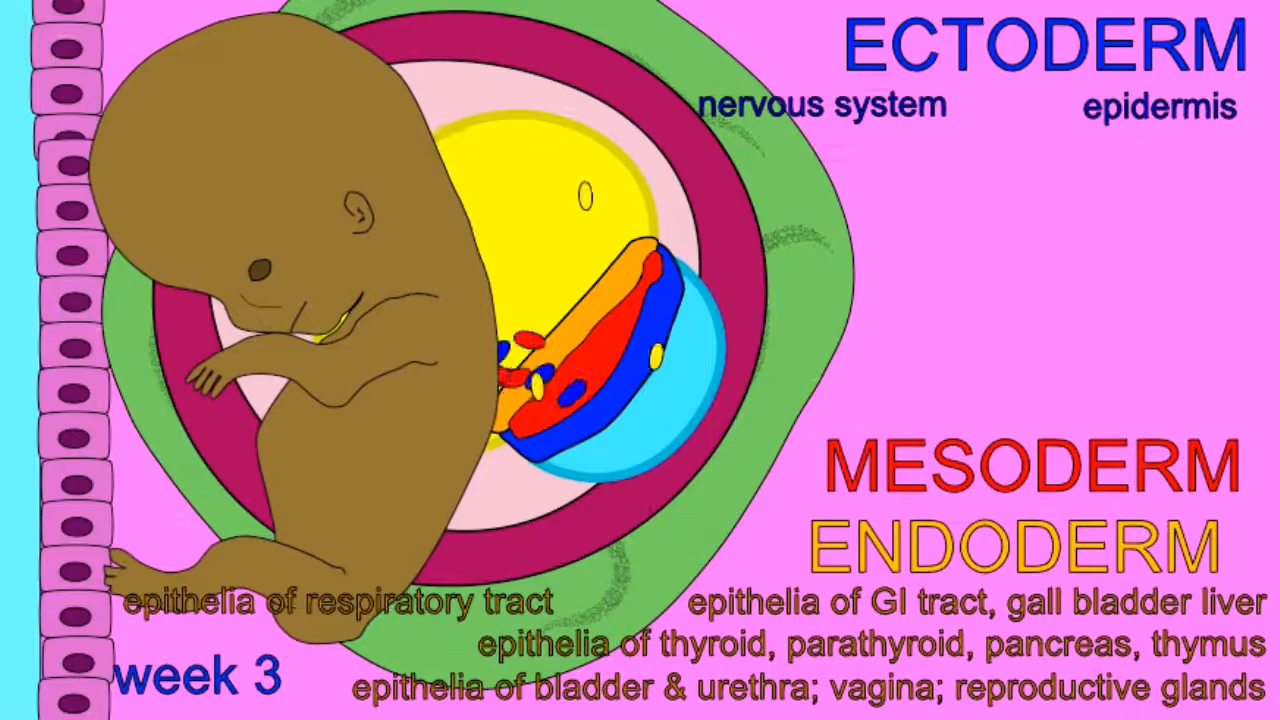 ECTODERM
nervous system epidermis
MESODERM
ENDODERM
epithelia of respiratory tract epithelia of GI tract, gall bladder liver
epithelia of thyroid, parathyroid, pancreas, thymus
week 3
epithelia of bladder & urethra; vagina; reproductive glands